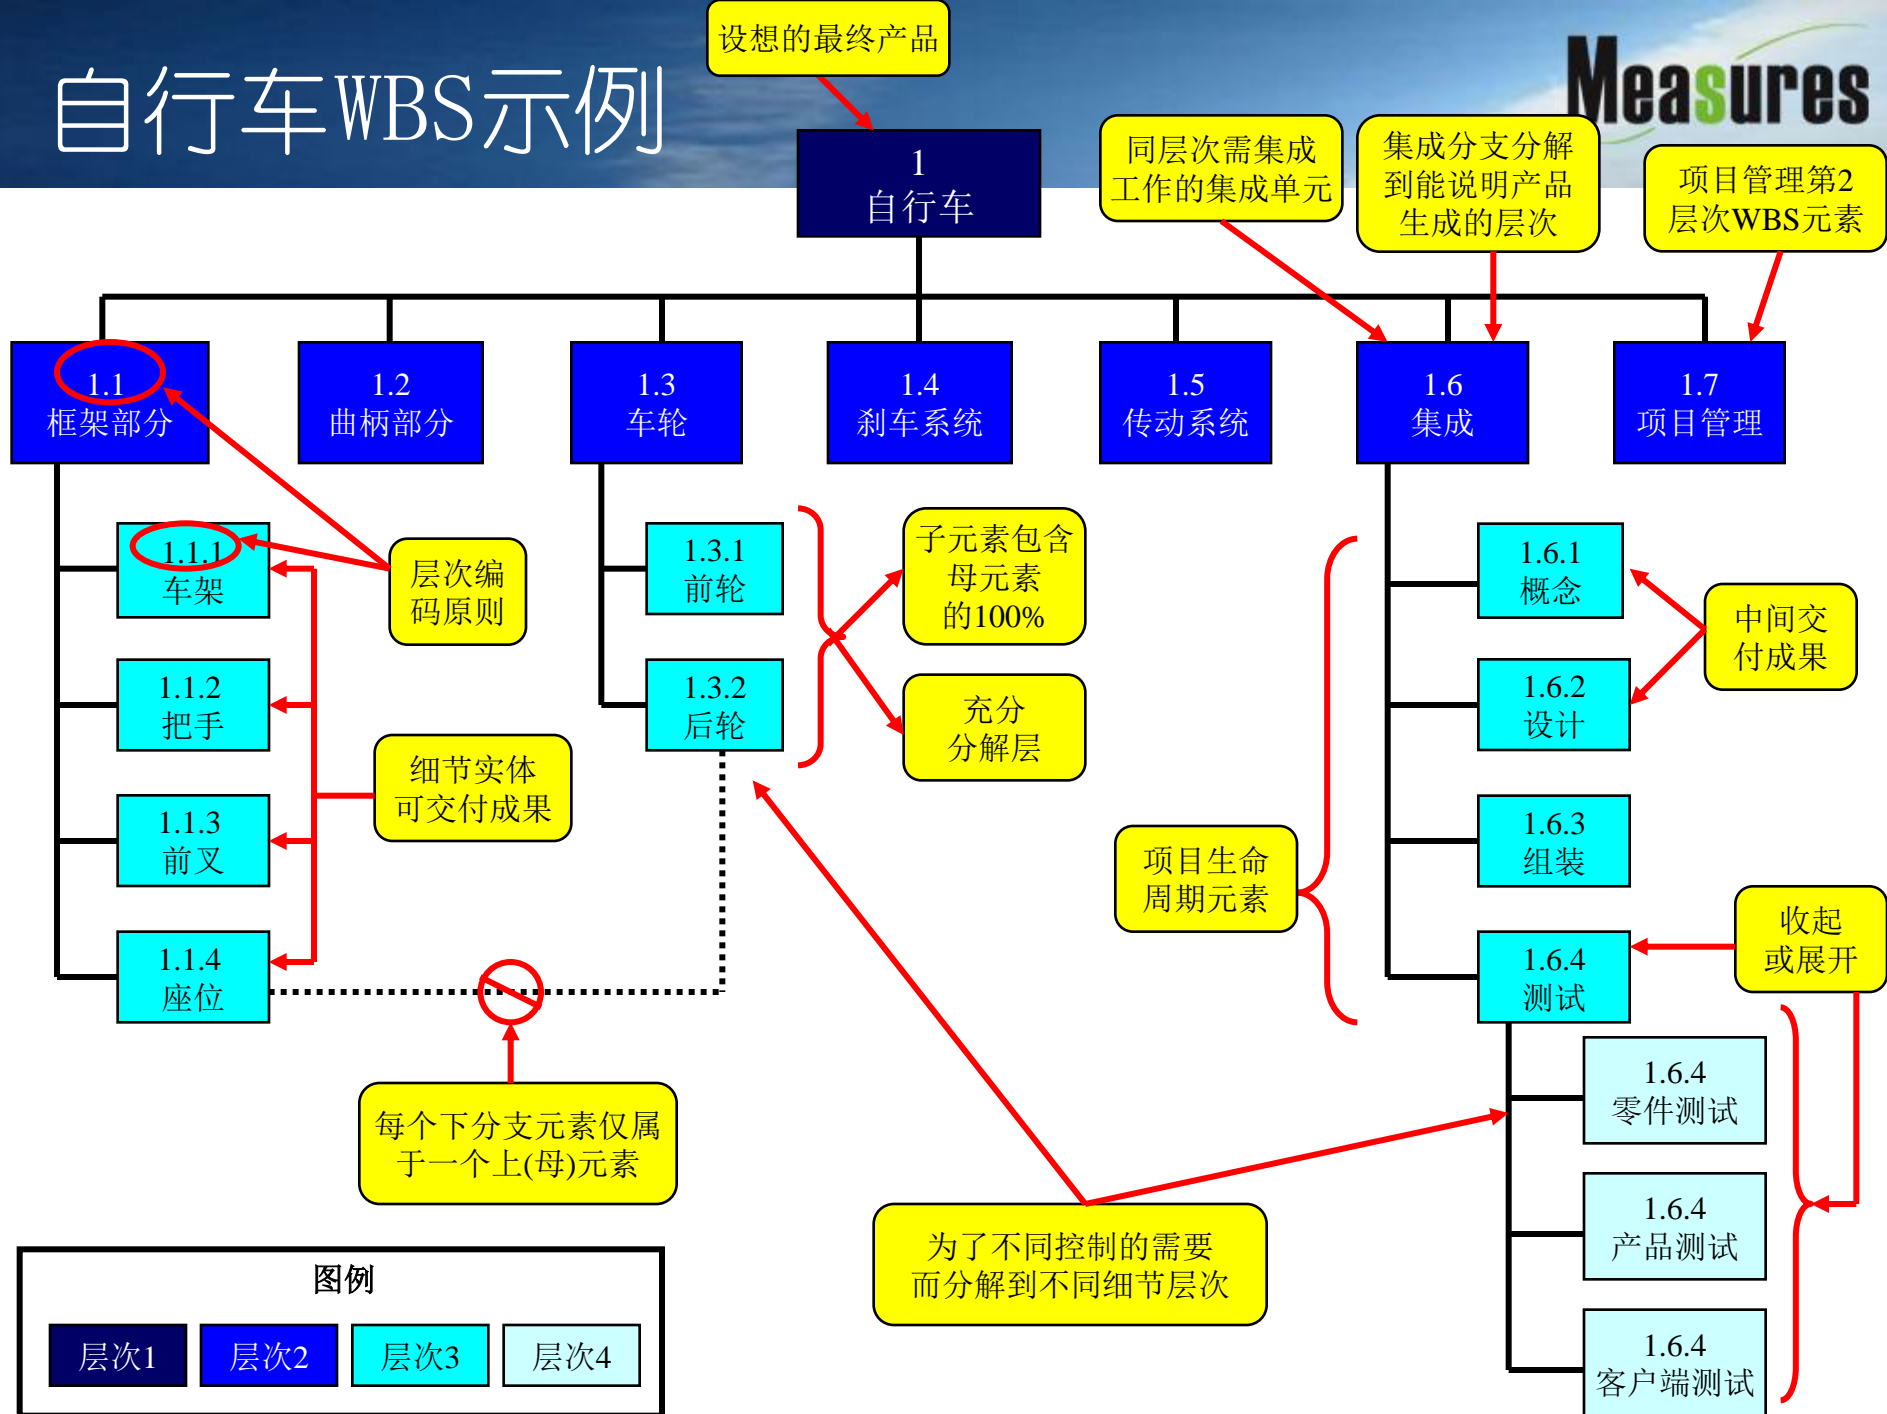 设想的最终产品
自行车WBS示例
Measures
1
自行车
同层次需集成
工作的集成单元
集成分支分解
到能说明产品
生成的层次
项目管理第2
层次WBS元素
1.1
框架部分
1.2
曲柄部分
1.3
车轮
1.4
刹车系统
1.5
传动系统
1.6
集成
1.7
项目管理
1.1.1
车架
1.1.2
把手
1.1.3
前叉
1.1.4
座位
层次编
码原则
细节实体
可交付成果
1.3.1
前轮
1.3.2
后轮
子元素包含
母元素
的100%
充分
分解层
项目生命
周期元素
1.6.1
概念
1.6.2
设计
1.6.3
组装
1.6.4
测试
中间交
付成果
收起
或展开
1.6.4
零件测试
1.6.4
产品测试
1.6.4
客户端测试
每个下分支元素仅属
于一个上(母)元素
为了不同控制的需要
而分解到不同细节层次
图例
层次1
层次2
层次3
层次4